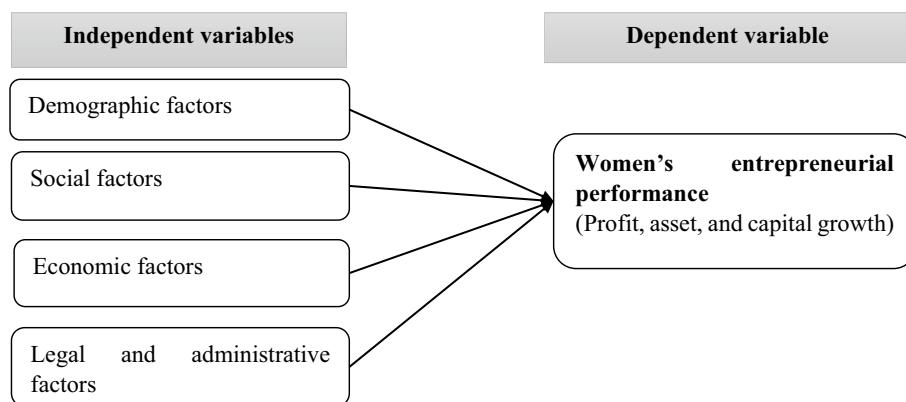 Independent variables
Dependent variable
Demographic factors
Social factors
Economic factors
Legal and administrative
factors
Women's entrepreneurial
performance
(Profit, asset, and capital growth)